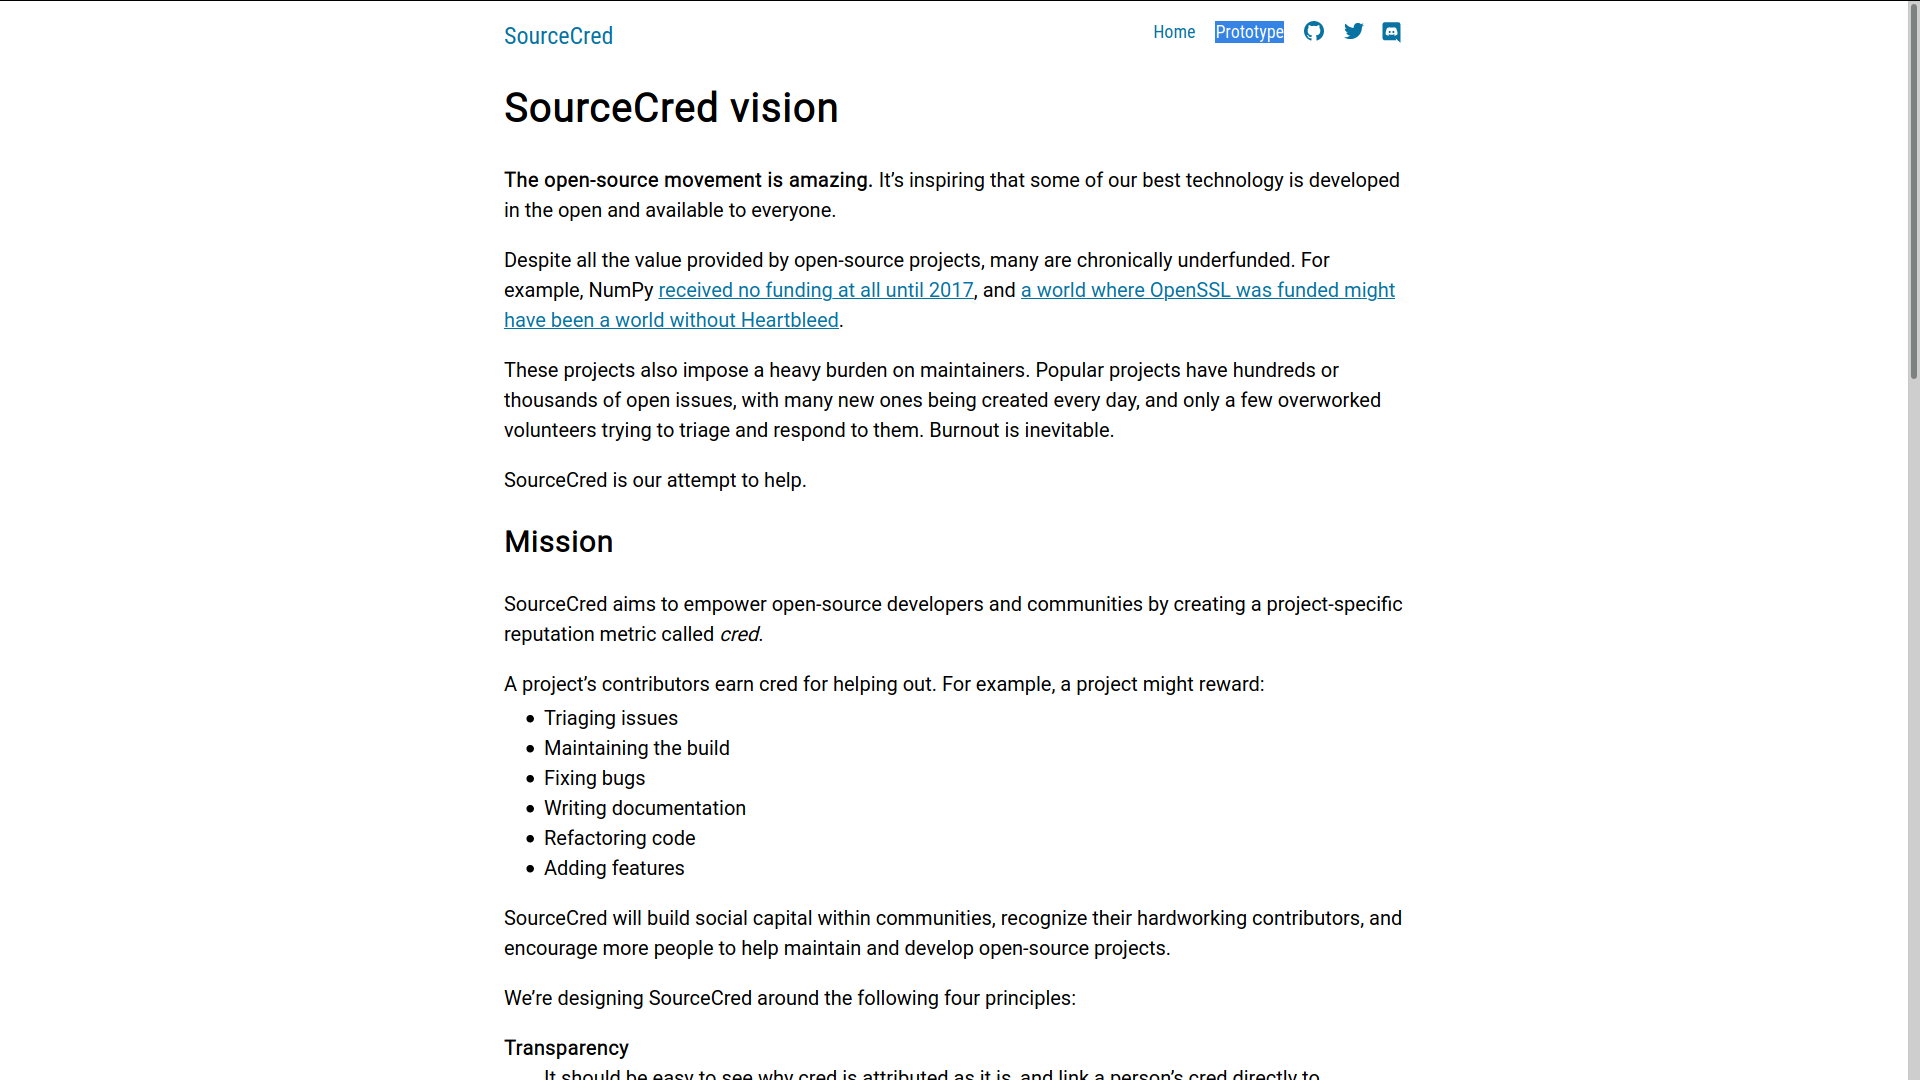 SourceCred
Home Prototype
SourceCred vision
The open-source movement is amazing. It’s inspiring that some of our best technology is developed
in the open and available to everyone.
Despite all the value provided by open-source projects, many are chronically underfunded. For
example, NumPy received no funding at all until 2017, and a world where OpenSSL was funded might
have been a world without Heartbleed.
These projects also impose a heavy burden on maintainers. Popular projects have hundreds or
thousands of open issues, with many new ones being created every day, and only a few overworked
volunteers trying to triage and respond to them. Burnout is inevitable.
SourceCred is our attempt to help.
Mission
SourceCred aims to empower open-source developers and communities by creating a project-specific
reputation metric called cred.
A project’s contributors earn cred for helping out. For example, a project might reward:
• Triaging issues
• Maintaining the build
• Fixing bugs
• Writing documentation
• Refactoring code
• Adding features
SourceCred will build social capital within communities, recognize their hardworking contributors, and
encourage more people to help maintain and develop open-source projects.
We’re designing SourceCred around the following four principles:
Transparency
It should be easy to see why cred is attributed as it is, and link a person’s cred directly to